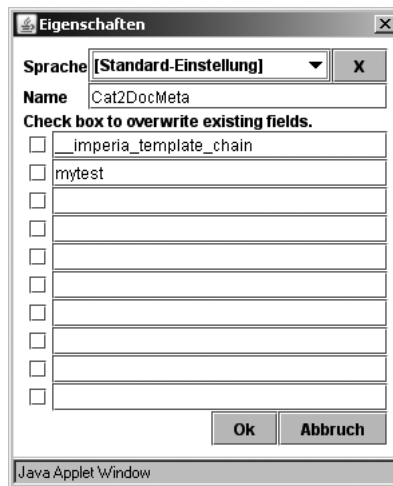 Eigenschaften
Sprache [Standard-Einstellung] X
Name Cat2DocMeta
Check box to overwrite existing fields.
__imperia_template_chain
mytest
Ok Abbruch
Java Applet Window